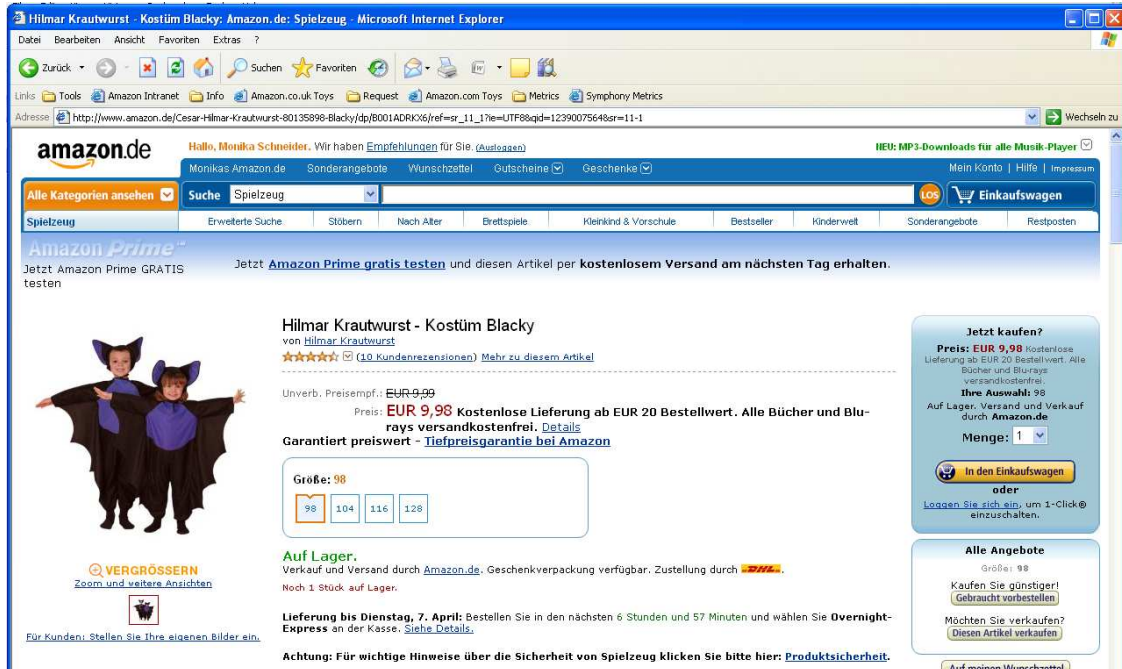 Hilmar Krautwurst - Kostüm Blacky: Amazon.de: Spielzeug - Microsoft Internet Explorer
Datei Bearbeiten Ansicht Favoriten Extras ?
Zurück Suchen Favoriten
Links Tools Amazon Intranet Info Amazon.co.uk Toys Request Amazon.com Toys Metrics Symphony Metrics
Adresse http://www.amazon.de/Cesar-Hilmar-Krautwurst-80135898-Blacky/dp/B001ADRKX6/ref=sr_11_1?ie=UTF8&qid=1239007564&sr=11-1 Wechseln zu
amazon.de
Hallo, Monika Schneider. Wir haben Empfehlungen für Sie. (Ausloggen)
NEU: MP3-Downloads für alle Musik-Player
Monikas Amazon.de Sonderangebote Wunschzettel Gutscheine Geschenke Mein Konto | Hilfe | Impressum
Alle Kategorien ansehen Suche Spielzeug LOS Einkaufswagen
Spielzeug Erweiterte Suche Stöbern Nach Alter Brettspiele Kleinkind & Vorschule Bestseller Kinderwelt Sonderangebote Restposten
Amazon Prime
Jetzt Amazon Prime GRATIS
testen
Jetzt Amazon Prime gratis testen und diesen Artikel per kostenlosem Versand am nächsten Tag erhalten.
Hilmar Krautwurst - Kostüm Blacky
von Hilmar Krautwurst
(10 Kundenrezensionen) Mehr zu diesem Artikel
Unverb. Preisempf.: EUR 9,99
Preis: EUR 9,98 Kostenlose Lieferung ab EUR 20 Bestellwert. Alle Bücher und Blu-
rays versandkostenfrei. Details
Garantiert preiswert - Tiefpreisgarantie bei Amazon
Größe: 98
98 104 116 128
Auf Lager.
Verkauf und Versand durch Amazon.de. Geschenkverpackung verfügbar. Zustellung durch DHL.
Noch 1 Stück auf Lager.
Lieferung bis Dienstag, 7. April: Bestellen Sie in den nächsten 6 Stunden und 57 Minuten und wählen Sie Overnight-
Express an der Kasse. Siehe Details.
Achtung: Für wichtige Hinweise über die Sicherheit von Spielzeug klicken Sie bitte hier: Produktsicherheit.
VERGRÖSSERN
Zoom und weitere Ansichten
Für Kunden: Stellen Sie Ihre eigenen Bilder ein.
Jetzt kaufen?
Preis: EUR 9,98 Kostenlose
Lieferung ab EUR 20 Bestellwert. Alle
Bücher und Blu-rays
versandkostenfrei.
Ihre Auswahl: 98
Auf Lager. Versand und Verkauf
durch Amazon.de
Menge: 1
In den Einkaufswagen
oder
Loggen Sie sich ein, um 1-Click®
einzuschalten.
Alle Angebote
Größe: 98
Kaufen Sie günstiger!
Gebraucht vorbestellen
Möchten Sie verkaufen?
Diesen Artikel verkaufen
Auf meinen Wunschzettel